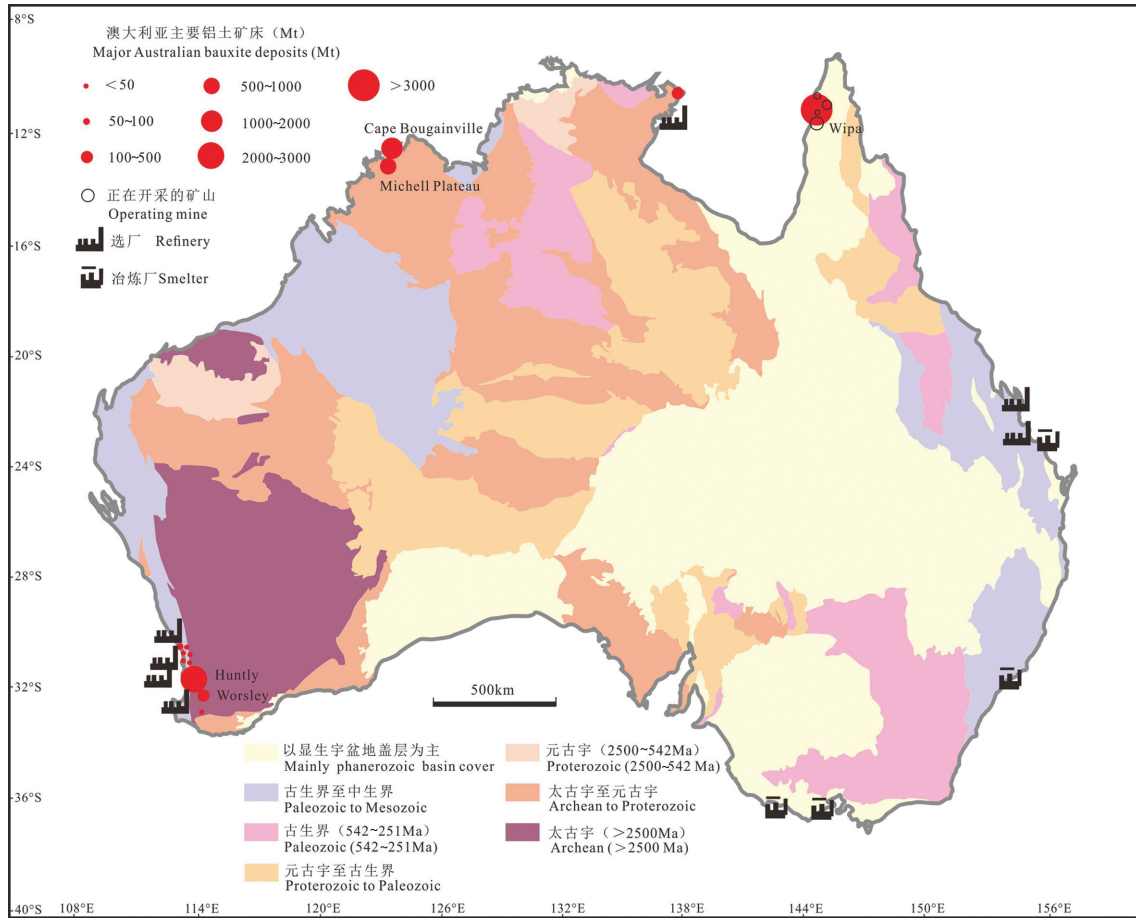 8°S
12°S
16°S
20°S
24°S
28°S
32°S
36°S
40°S
澳大利亚主要铝土矿床（Mt）
Major Australian bauxite deposits (Mt)
＜50
500~1000
＞3000
50~100
1000~2000
100~500
2000~3000
正在开采的矿山
Operating mine
选厂 Refinery
冶炼厂Smelter
Cape Bougainville
Michell Plateau
Wipa
Huntly
Worsley
500km
以显生宇盆地盖层为主
Mainly phanerozoic basin cover
古生界至中生界
Paleozoic to Mesozoic
古生界（542~251Ma）
Paleozoic (542~251Ma)
元古宇至古生界
Proterozoic to Paleozoic
元古宇（2500~542Ma）
Proterozoic (2500~542 Ma)
太古宇至元古宇
Archean to Proterozoic
太古宇（＞2500Ma）
Archean (＞2500 Ma)
108°E
114°E
120°E
126°E
132°E
138°E
144°E
150°E
156°E